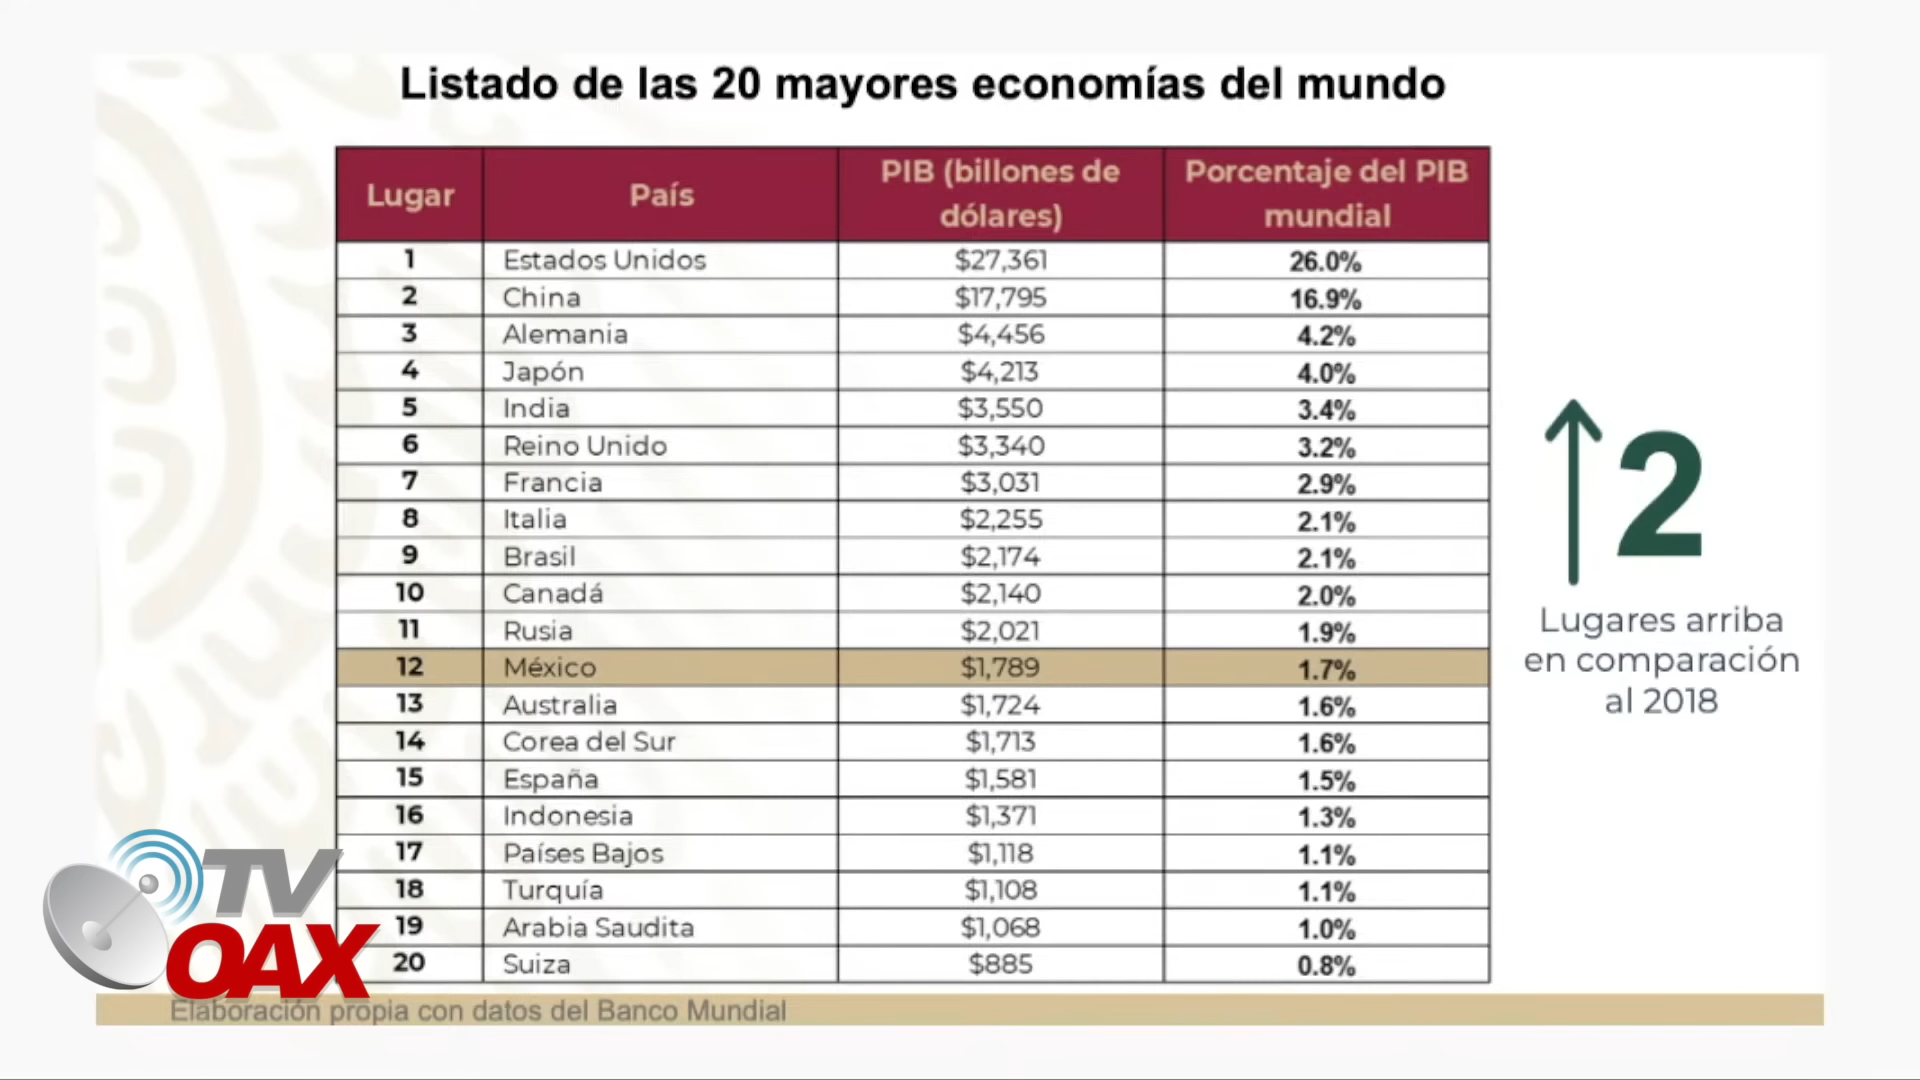 Listado de las 20 mayores economías del mundo
Lugar País PIB (billones de dólares) Porcentaje del PIB mundial
1 Estados Unidos $27,361 26.0%
2 China $17,795 16.9%
3 Alemania $4,456 4.2%
4 Japón $4,213 4.0%
5 India $3,550 3.4%
6 Reino Unido $3,340 3.2%
7 Francia $3,031 2.9%
8 Italia $2,255 2.1%
9 Brasil $2,174 2.1%
10 Canadá $2,140 2.0%
11 Rusia $2,021 1.9%
12 México $1,789 1.7%
13 Australia $1,724 1.6%
14 Corea del Sur $1,713 1.6%
15 España $1,581 1.5%
16 Indonesia $1,371 1.3%
17 Países Bajos $1,118 1.1%
18 Turquía $1,108 1.1%
19 Arabia Saudita $1,068 1.0%
20 Suiza $885 0.8%
2
Lugares arriba
en comparación
al 2018
TV
OAX
Elaboración propia con datos del Banco Mundial